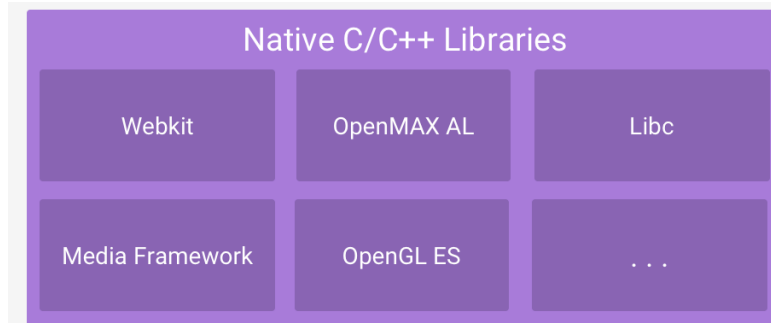 Native C/C++ Libraries
Webkit
OpenMAX AL
Libc
Media Framework
OpenGL ES
. . .